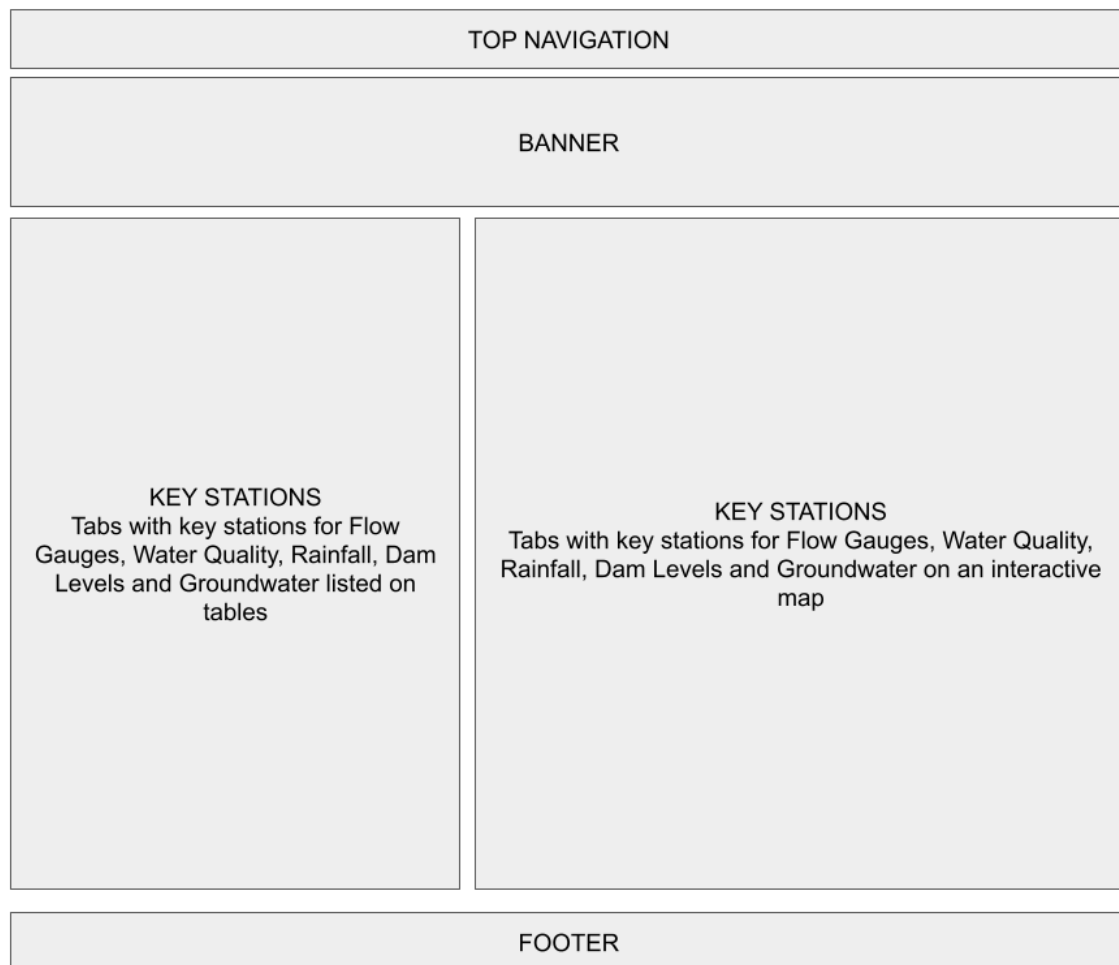 TOP NAVIGATION
BANNER
KEY STATIONS
Tabs with key stations for Flow
Gauges, Water Quality, Rainfall, Dam
Levels and Groundwater listed on
tables
KEY STATIONS
Tabs with key stations for Flow Gauges, Water Quality,
Rainfall, Dam Levels and Groundwater on an interactive
map
FOOTER